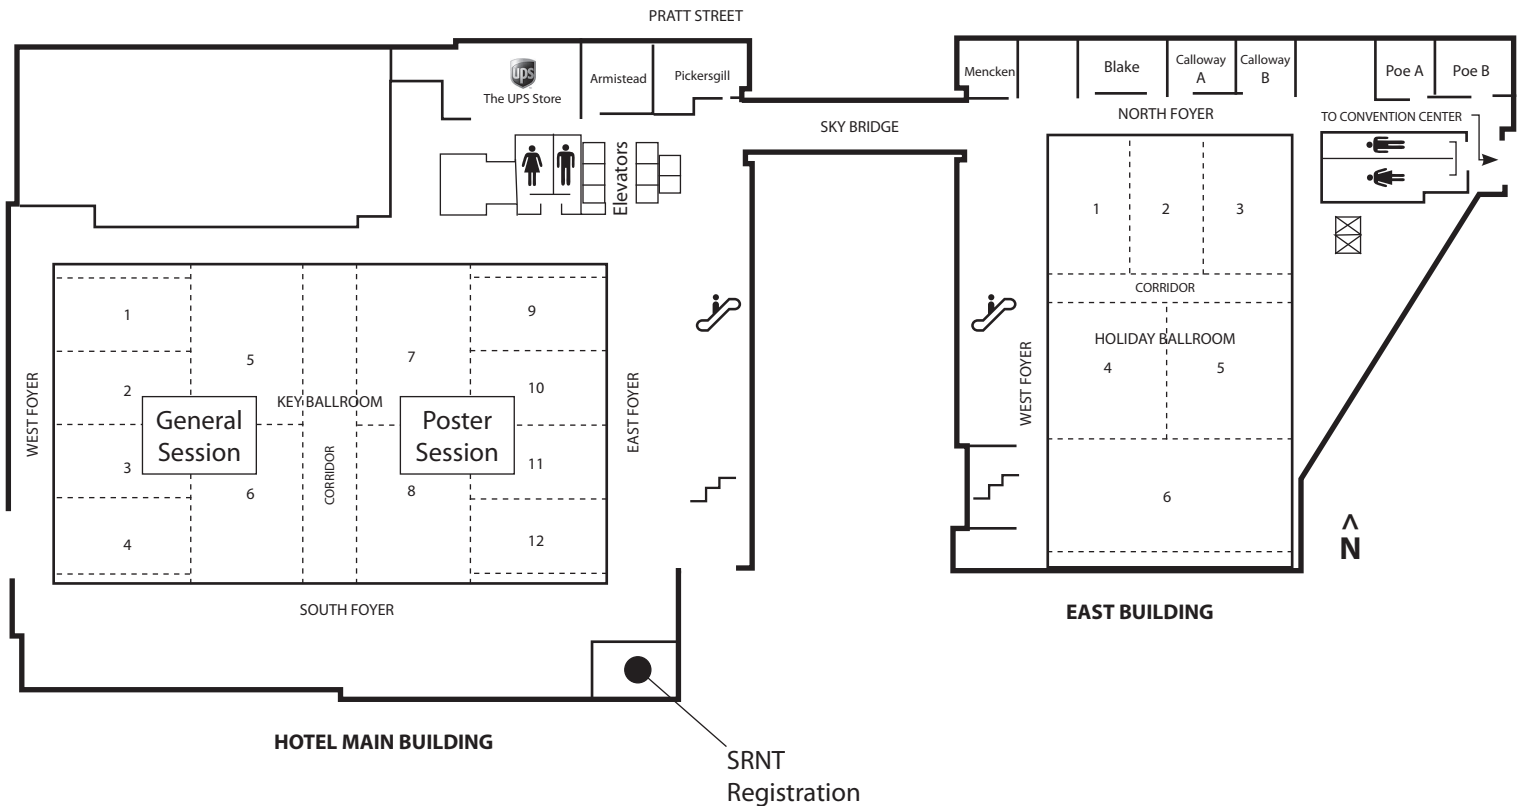 PRATT STREET
ups
The UPS Store
Armistead
Pickersgill
Mencken
Blake
Calloway
A
Calloway
B
Poe A
Poe B
SKY BRIDGE
NORTH FOYER
TO CONVENTION CENTER
Elevators
1
2
3
CORRIDOR
HOLIDAY BALLROOM
4
5
6
WEST FOYER
1
2
3
4
5
6
7
8
9
10
11
12
WEST FOYER
KEY BALLROOM
General
Session
Poster
Session
CORRIDOR
EAST FOYER
SOUTH FOYER
^
N
EAST BUILDING
HOTEL MAIN BUILDING
SRNT
Registration